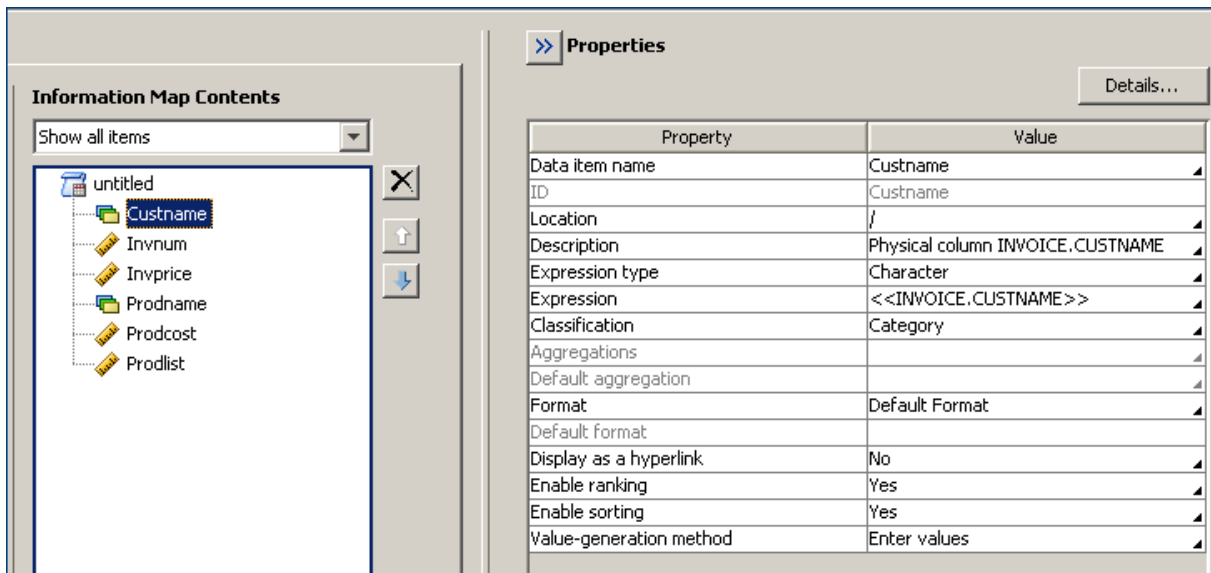 Information Map Contents
Show all items
untitled
Custname
Invnum
Invprice
Prodname
Prodcost
Prodlist
>> Properties
Details...
Property Value
Data item name Custname
ID Custname
Location /
Description Physical column INVOICE.CUSTNAME
Expression type Character
Expression <<INVOICE.CUSTNAME>>
Classification Category
Aggregations
Default aggregation
Format Default Format
Default format
Display as a hyperlink No
Enable ranking Yes
Enable sorting Yes
Value-generation method Enter values